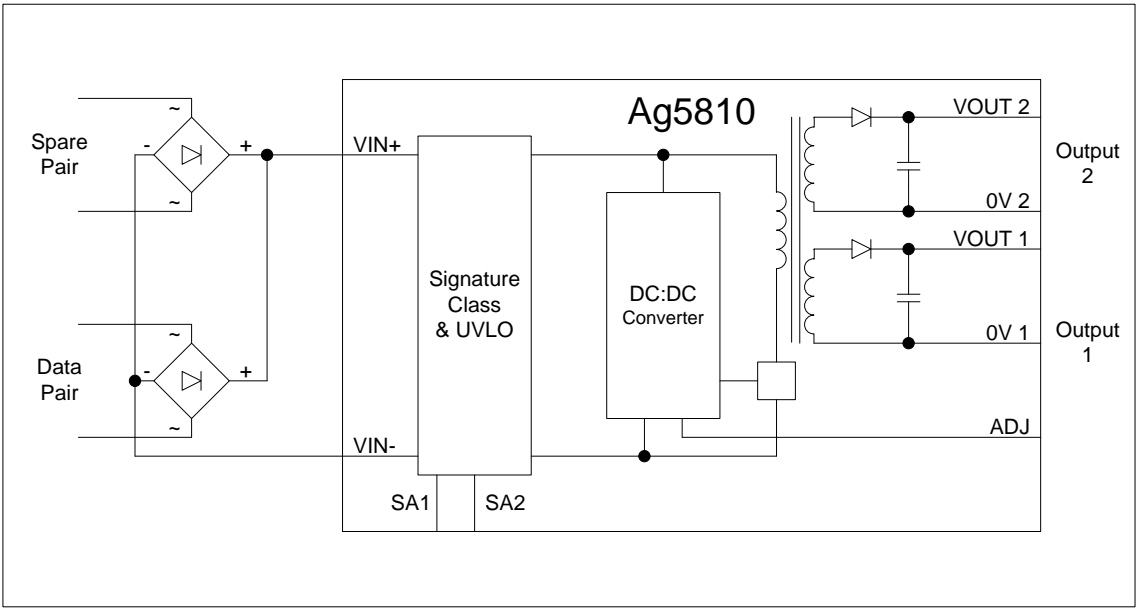 Ag5810
~
VOUT 2
Spare
Pair
-
+
VIN+
Output
2
~
0V 2
VOUT 1
Signature
Class
& UVLO
DC:DC
Converter
~
0V 1
Output
1
Data
Pair
-
+
~
ADJ
VIN-
SA1
SA2